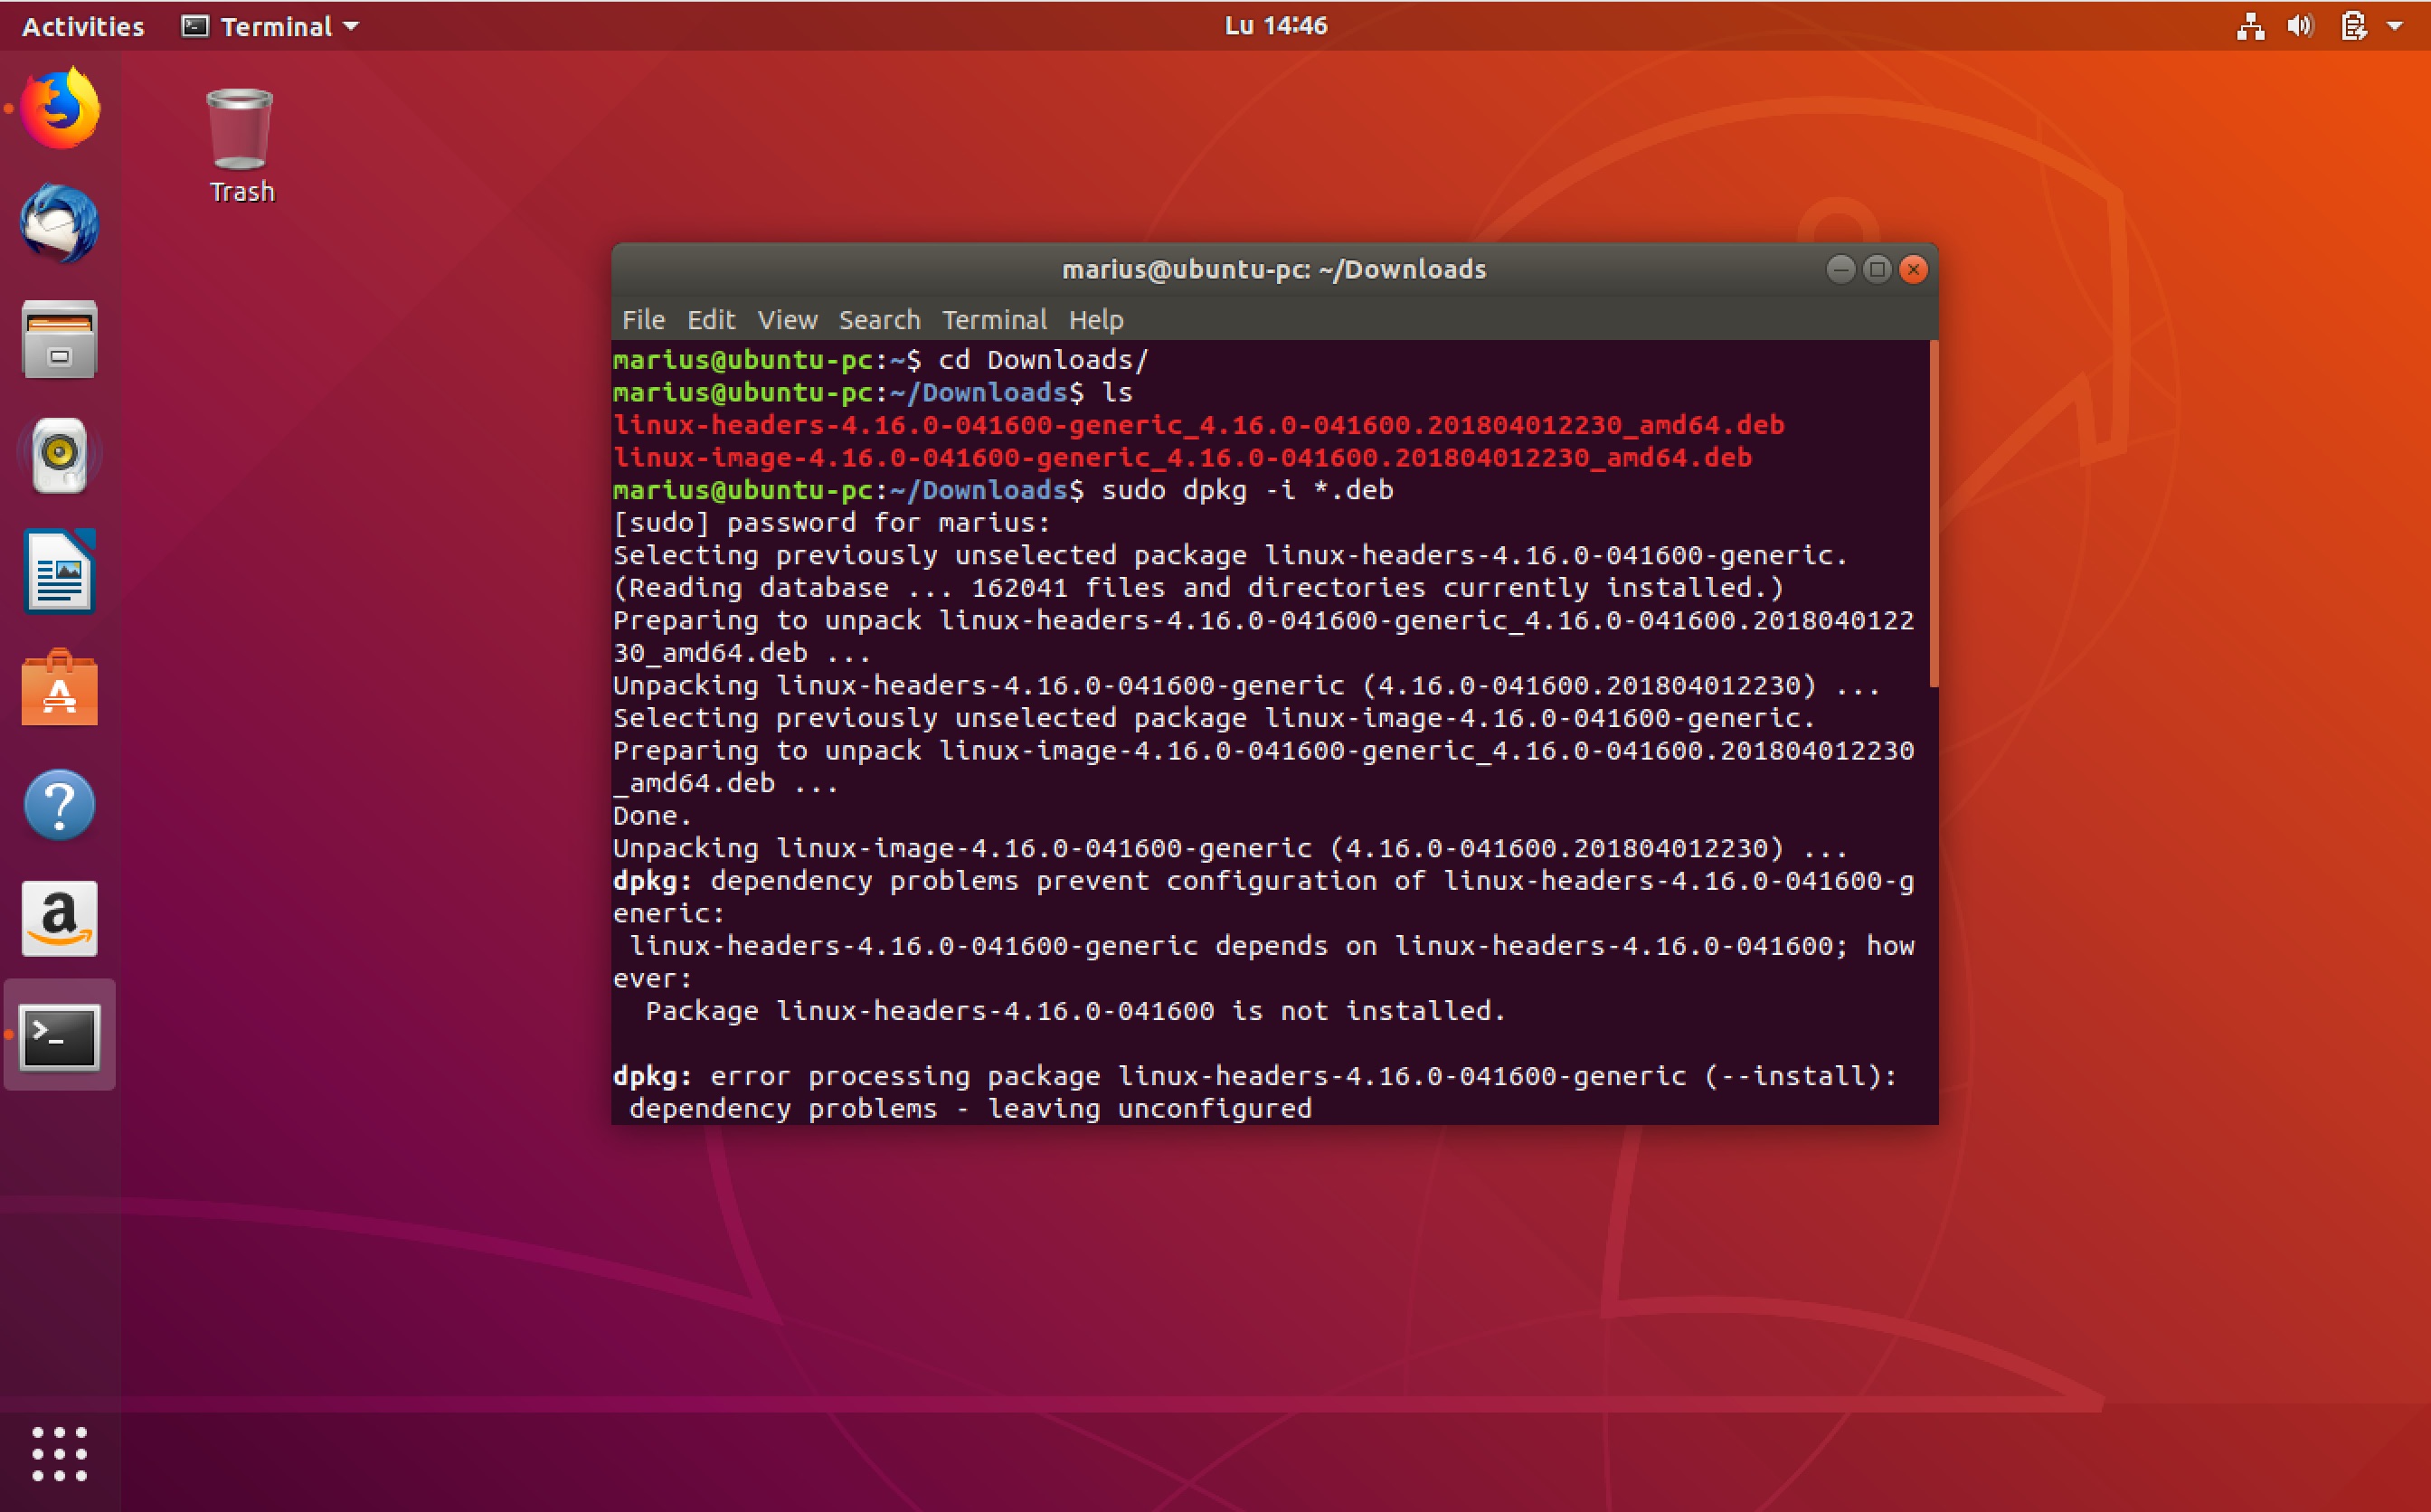 Activities Terminal Lu 14:46
Trash
marius@ubuntu-pc: ~/Downloads
File Edit View Search Terminal Help
marius@ubuntu-pc:~$ cd Downloads/
marius@ubuntu-pc:~/Downloads$ ls
linux-headers-4.16.0-041600-generic_4.16.0-041600.201804012230_amd64.deb
linux-image-4.16.0-041600-generic_4.16.0-041600.201804012230_amd64.deb
marius@ubuntu-pc:~/Downloads$ sudo dpkg -i *.deb
[sudo] password for marius:
Selecting previously unselected package linux-headers-4.16.0-041600-generic.
(Reading database ... 162041 files and directories currently installed.)
Preparing to unpack linux-headers-4.16.0-041600-generic_4.16.0-041600.2018040122
30_amd64.deb ...
Unpacking linux-headers-4.16.0-041600-generic (4.16.0-041600.201804012230) ...
Selecting previously unselected package linux-image-4.16.0-041600-generic.
Preparing to unpack linux-image-4.16.0-041600-generic_4.16.0-041600.201804012230
_amd64.deb ...
Done.
Unpacking linux-image-4.16.0-041600-generic (4.16.0-041600.201804012230) ...
dpkg: dependency problems prevent configuration of linux-headers-4.16.0-041600-g
eneric:
 linux-headers-4.16.0-041600-generic depends on linux-headers-4.16.0-041600; how
ever:
  Package linux-headers-4.16.0-041600 is not installed.
dpkg: error processing package linux-headers-4.16.0-041600-generic (--install):
 dependency problems - leaving unconfigured